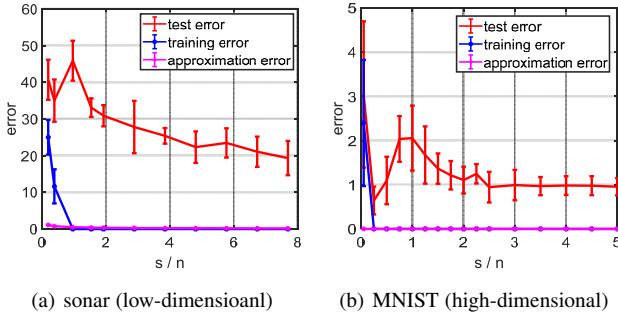 60
50
40
30
20
10
0
error
0 2 4 6 8
s / n
test error
training error
approximation error
(a) sonar (low-dimensioanl)
5
4
3
2
1
0
error
0 1 2 3 4 5
s / n
test error
training error
approximation error
(b) MNIST (high-dimensional)